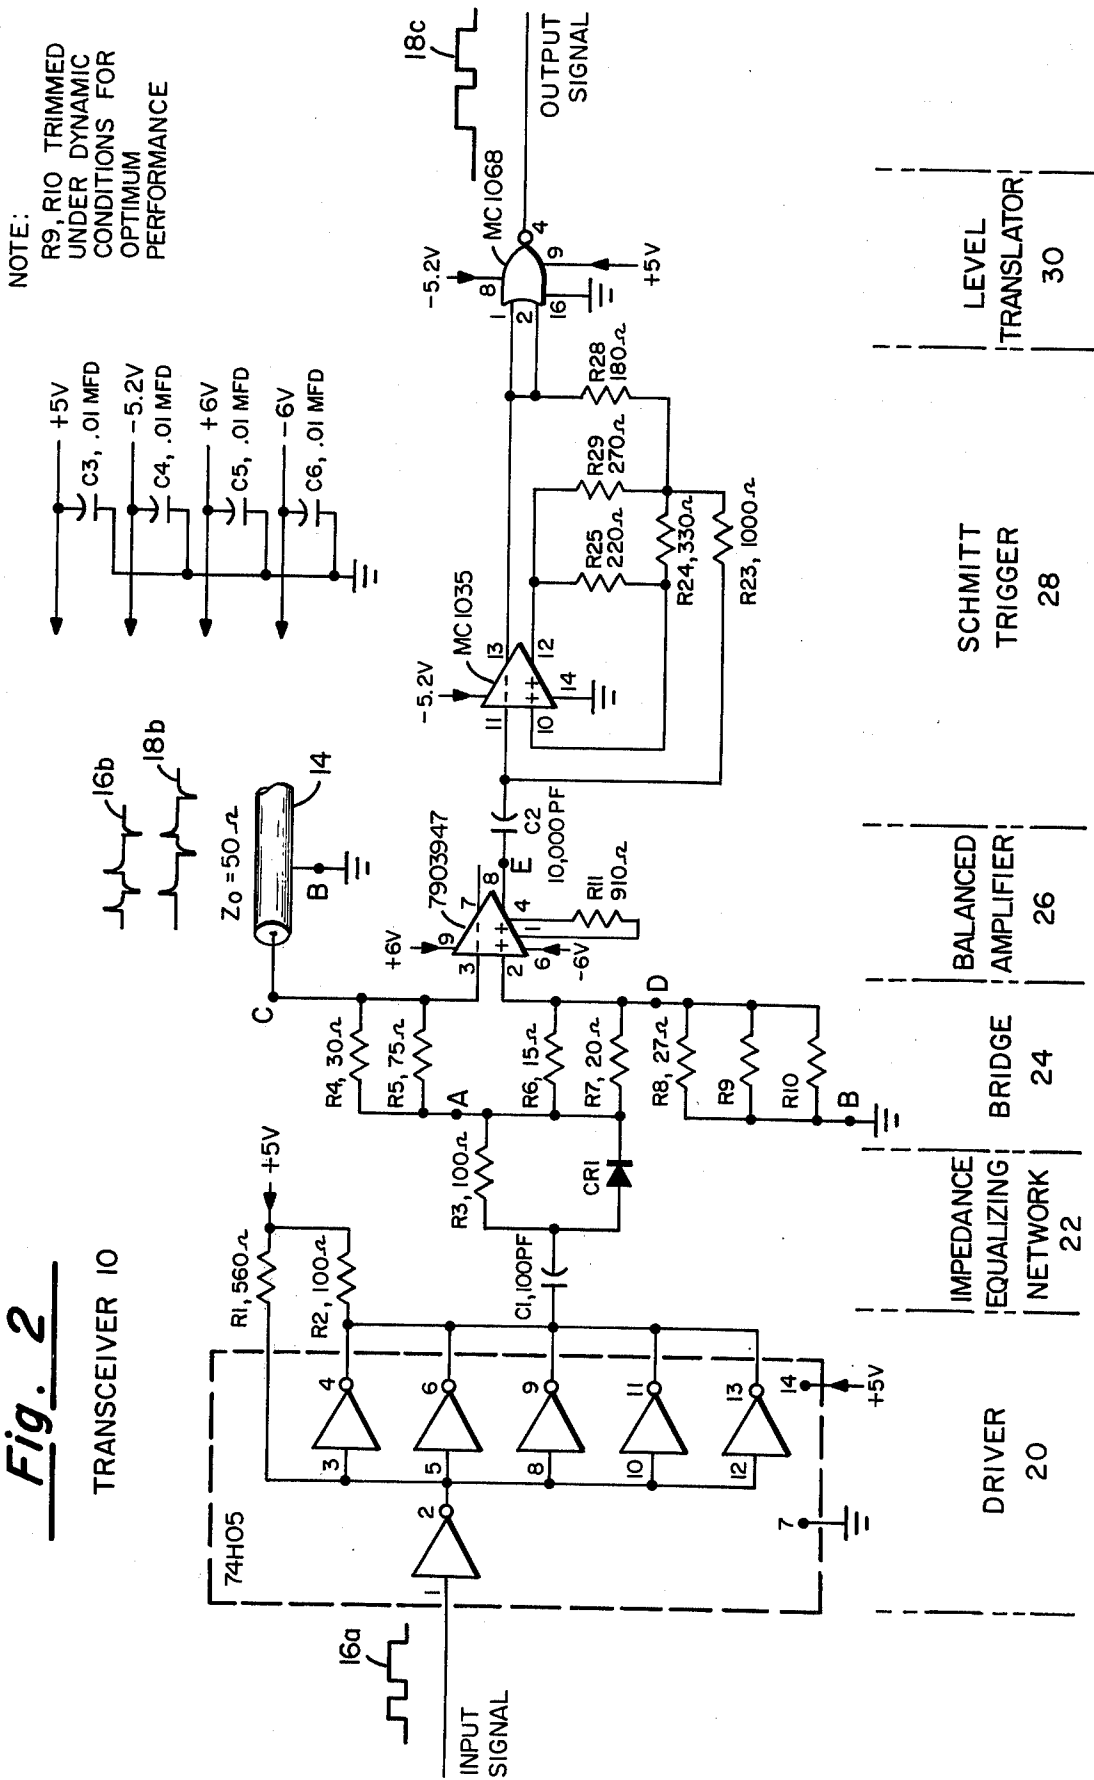 Fig. 2
TRANSCEIVER 10
NOTE:
R9, R10 TRIMMED
UNDER DYNAMIC
CONDITIONS FOR
OPTIMUM
PERFORMANCE
+5V
C3, .01 MFD
-5.2V
C4, .01 MFD
+6V
C5, .01 MFD
-6V
C6, .01 MFD
16b
18b
Zo = 50Ω
14
B
C
16a
INPUT
SIGNAL
74H05
1
2
3
4
5
6
8
9
10
11
12
13
7
14
+5V
R1, 560Ω
+5V
R2, 100Ω
C1, 100PF
R3, 100Ω
CR1
A
R4, 30Ω
R5, 75Ω
R6, 15Ω
R7, 20Ω
D
R8, 27Ω
R9
R10
B
+6V
9
7903947
3
7
-
-
8
2
+
+
4
1
6
-6V
R11
910Ω
E
C2
10,000PF
-5.2V
MC1035
11
13
-
-
10
+
+
12
14
R25
220Ω
R29
270Ω
R28
180Ω
R24, 330Ω
R23, 1000Ω
-5.2V
MC1068
8
1
2
16
4
9
+5V
18c
OUTPUT
SIGNAL
DRIVER
20
IMPEDANCE
EQUALIZING
NETWORK
22
BRIDGE
24
BALANCED
AMPLIFIER
26
SCHMITT
TRIGGER
28
LEVEL
TRANSLATOR
30